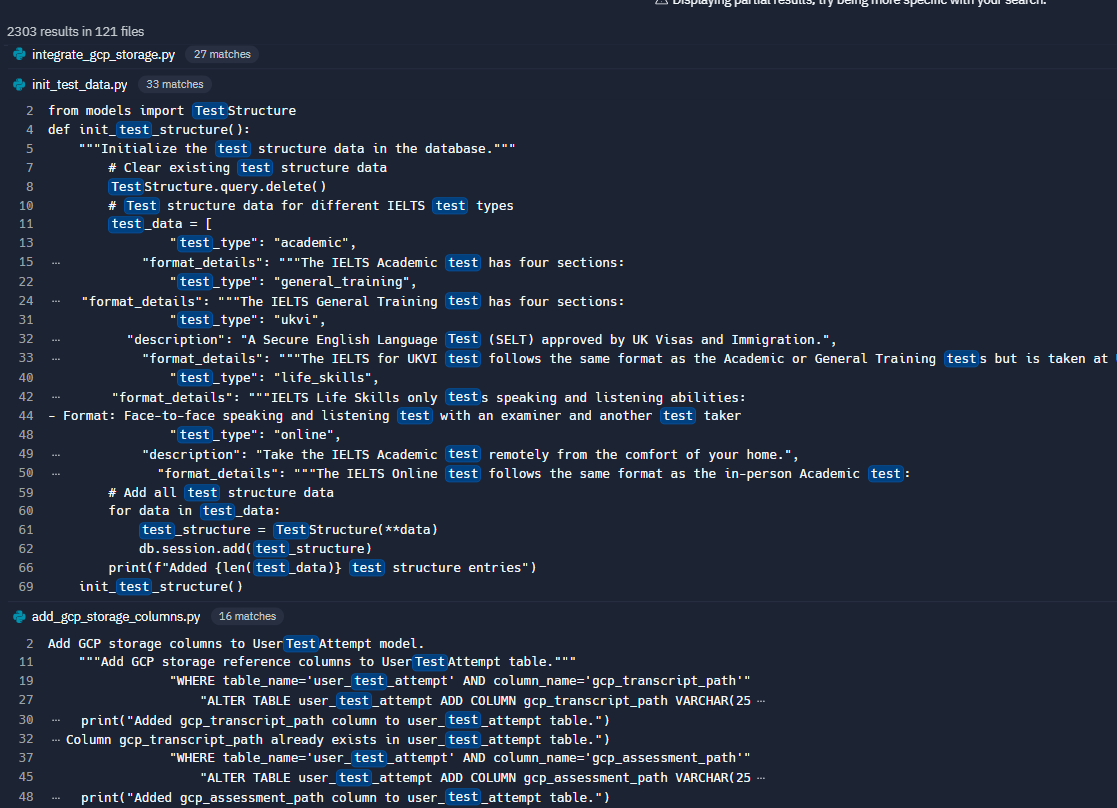 Displaying partial results, try being more specific with your search.
2303 results in 121 files
integrate_gcp_storage.py 27 matches
init_test_data.py 33 matches
2 from models import TestStructure
4 def init_test_structure():
5 """Initialize the test structure data in the database."""
7 # Clear existing test structure data
8 TestStructure.query.delete()
10 # Test structure data for different IELTS test types
11 test_data = [
13 "test_type": "academic",
15 ... "format_details": """The IELTS Academic test has four sections:
22 "test_type": "general_training",
24 ... "format_details": """The IELTS General Training test has four sections:
31 "test_type": "ukvi",
32 ... "description": "A Secure English Language Test (SELT) approved by UK Visas and Immigration.",
33 ... "format_details": """The IELTS for UKVI test follows the same format as the Academic or General Training tests but is taken at
40 "test_type": "life_skills",
42 ... "format_details": """IELTS Life Skills only tests speaking and listening abilities:
44 - Format: Face-to-face speaking and listening test with an examiner and another test taker
48 "test_type": "online",
49 ... "description": "Take the IELTS Academic test remotely from the comfort of your home.",
50 ... "format_details": """The IELTS Online test follows the same format as the in-person Academic test:
59 # Add all test structure data
60 for data in test_data:
61 test_structure = TestStructure(**data)
62 db.session.add(test_structure)
66 print(f"Added {len(test_data)} test structure entries")
69 init_test_structure()
add_gcp_storage_columns.py 16 matches
2 Add GCP storage columns to UserTestAttempt model.
11 """Add GCP storage reference columns to UserTestAttempt table."""
19 "WHERE table_name='user_test_attempt' AND column_name='gcp_transcript_path'"
27 "ALTER TABLE user_test_attempt ADD COLUMN gcp_transcript_path VARCHAR(25 ...
30 ... print("Added gcp_transcript_path column to user_test_attempt table.")
32 ... Column gcp_transcript_path already exists in user_test_attempt table.")
37 "WHERE table_name='user_test_attempt' AND column_name='gcp_assessment_path'"
45 "ALTER TABLE user_test_attempt ADD COLUMN gcp_assessment_path VARCHAR(25 ...
48 ... print("Added gcp_assessment_path column to user_test_attempt table.")